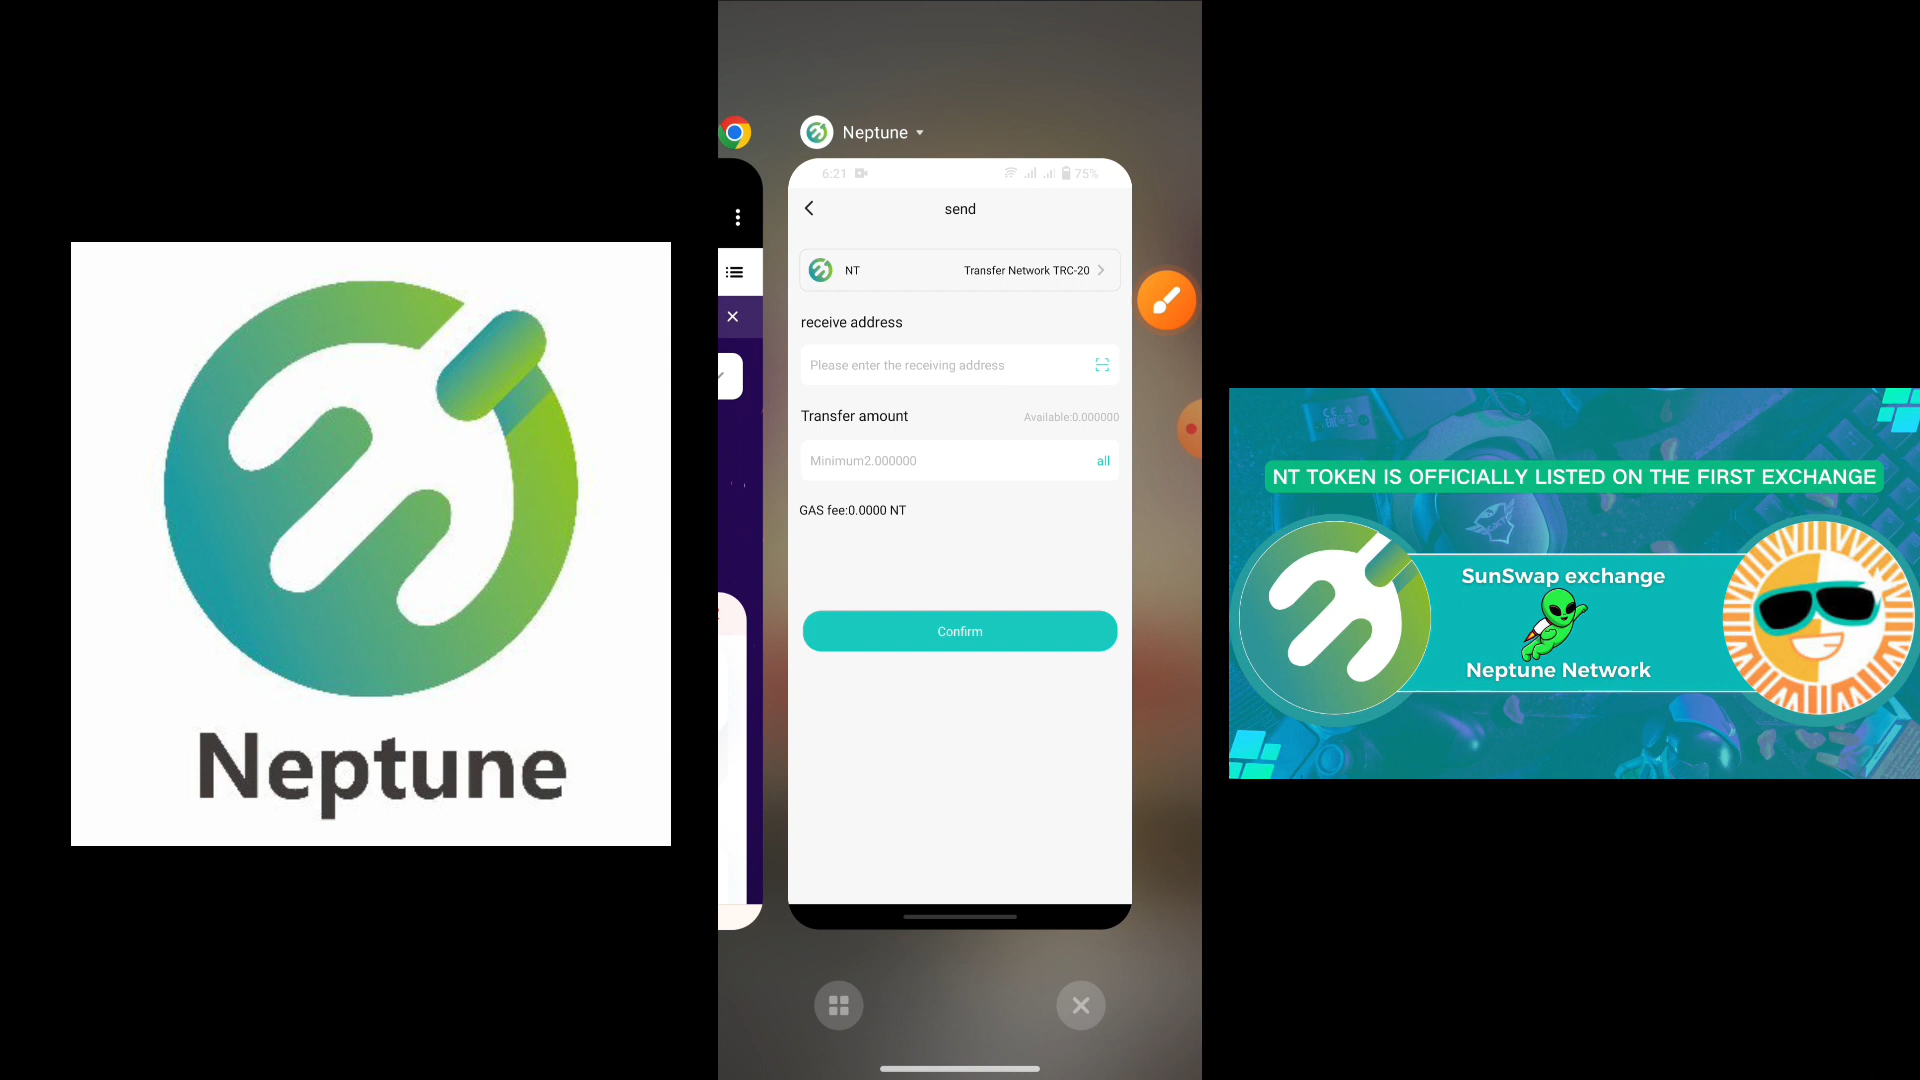 Neptune
Neptune
6:21
75%
send
NT
Transfer Network TRC-20
receive address
Please enter the receiving address
Transfer amount
Available:0.000000
Minimum2.000000
all
GAS fee:0.0000 NT
Confirm
NT TOKEN IS OFFICIALLY LISTED ON THE FIRST EXCHANGE
SunSwap exchange
Neptune Network